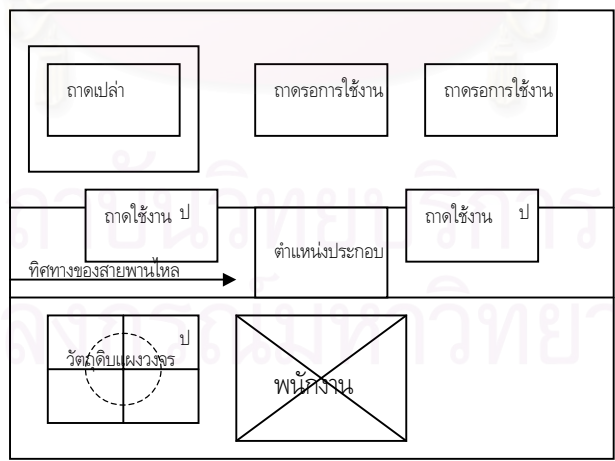 ถาดเปล่า
ถาดรอการใช้งาน
ถาดรอการใช้งาน
ถาดใช้งาน ป
ถาดใช้งาน ป
ตำแหน่งประกอบ
ทิศทางของสายพานไหล
ป
วัตถุดิบแผงวงจร
พนักงาน